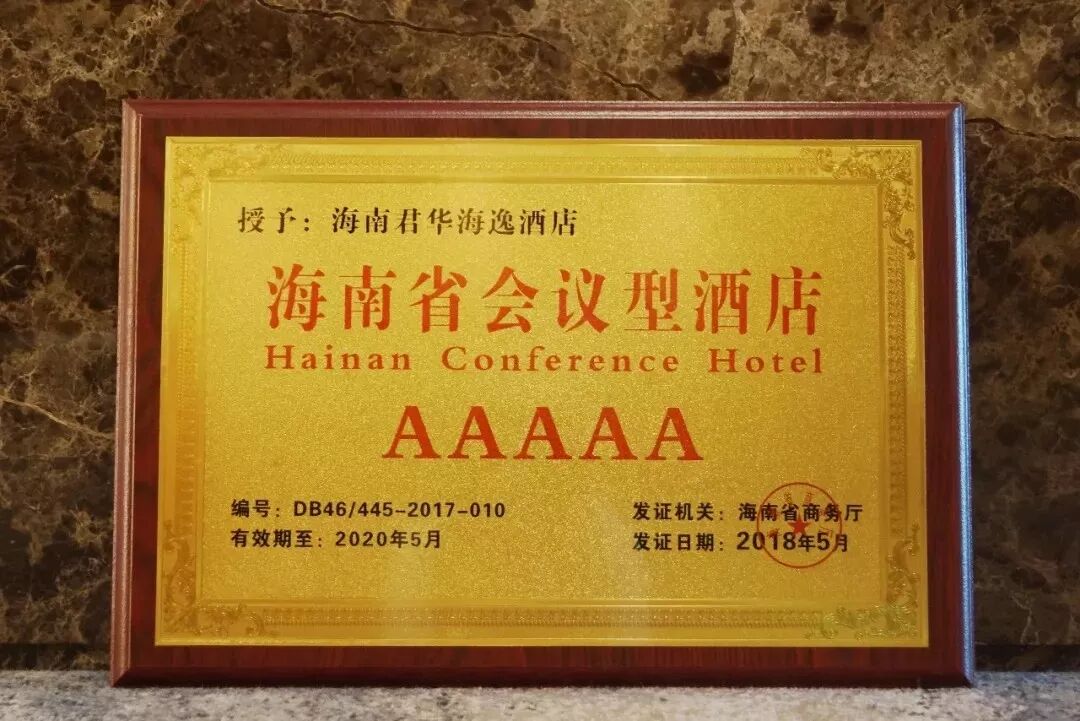 授予：海南君华海逸酒店
海南省会议型酒店
Hainan Conference Hotel
AAAAA
编号：DB46/445-2017-010
有效期至：2020年5月
发证机关：海南省商务厅
发证日期：2018年5月